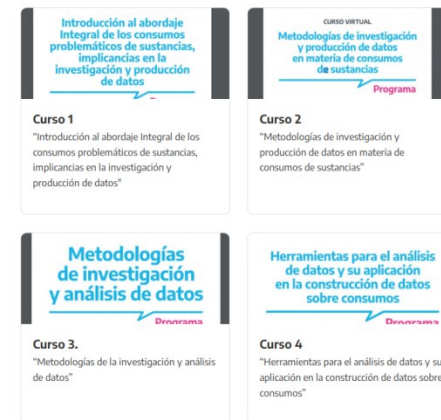 Introducción al abordaje
Integral de los consumos
problemáticos de sustancias,
implicancias en la
investigación y producción
de datos
Curso 1
"Introducción al abordaje Integral de los
consumos problemáticos de sustancias,
implicancias en la investigación y
producción de datos"
CURSO VIRTUAL
Metodologías de investigación
y producción de datos
en materia de consumos
de sustancias
Programa
Curso 2
"Metodologías de investigación y
producción de datos en materia de
consumos de sustancias"
Metodologías
de investigación
y análisis de datos
Programa
Curso 3.
"Metodologías de la investigación y análisis
de datos"
Herramientas para el análisis
de datos y su aplicación
en la construcción de datos
sobre consumos
Programa
Curso 4
"Herramientas para el análisis de datos y su
aplicación en la construcción de datos sobre
consumos"